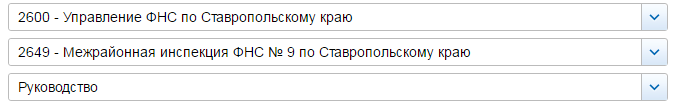 2600 - Управление ФНС по Ставропольскому краю
2649 - Межрайонная инспекция ФНС № 9 по Ставропольскому краю
Руководство